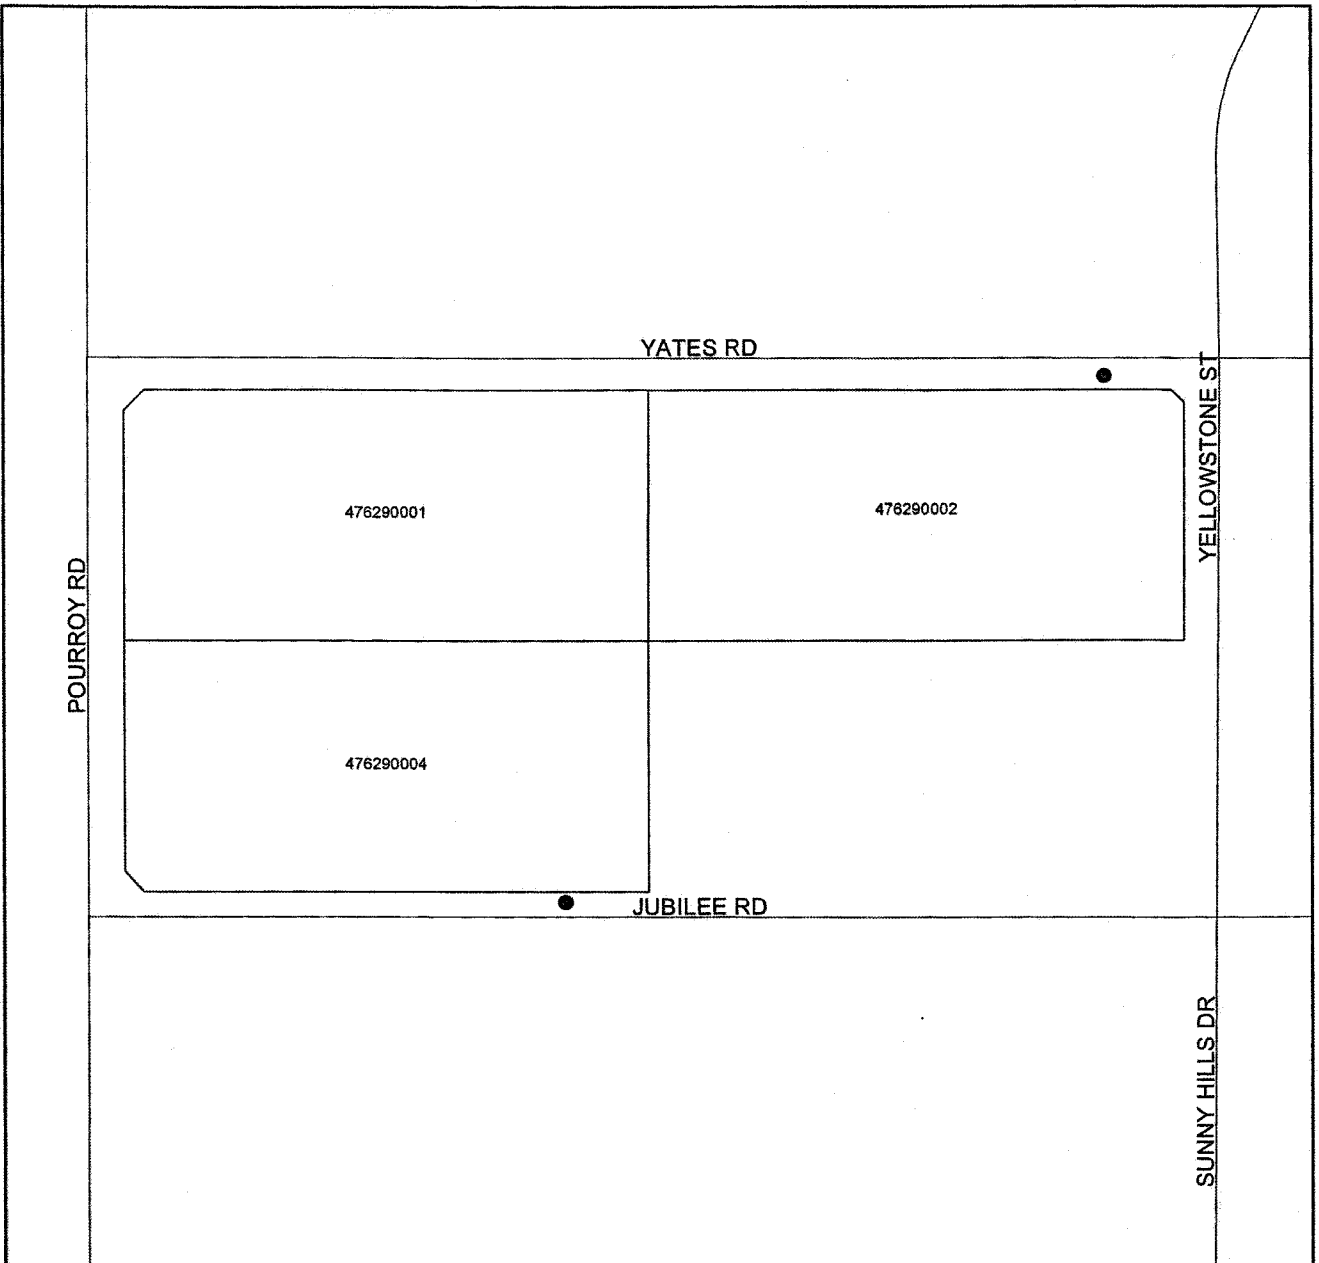 YATES RD
YELLOWSTONE ST
476290001
476290002
POURROY RD
476290004
JUBILEE RD
SUNNY HILLS DR